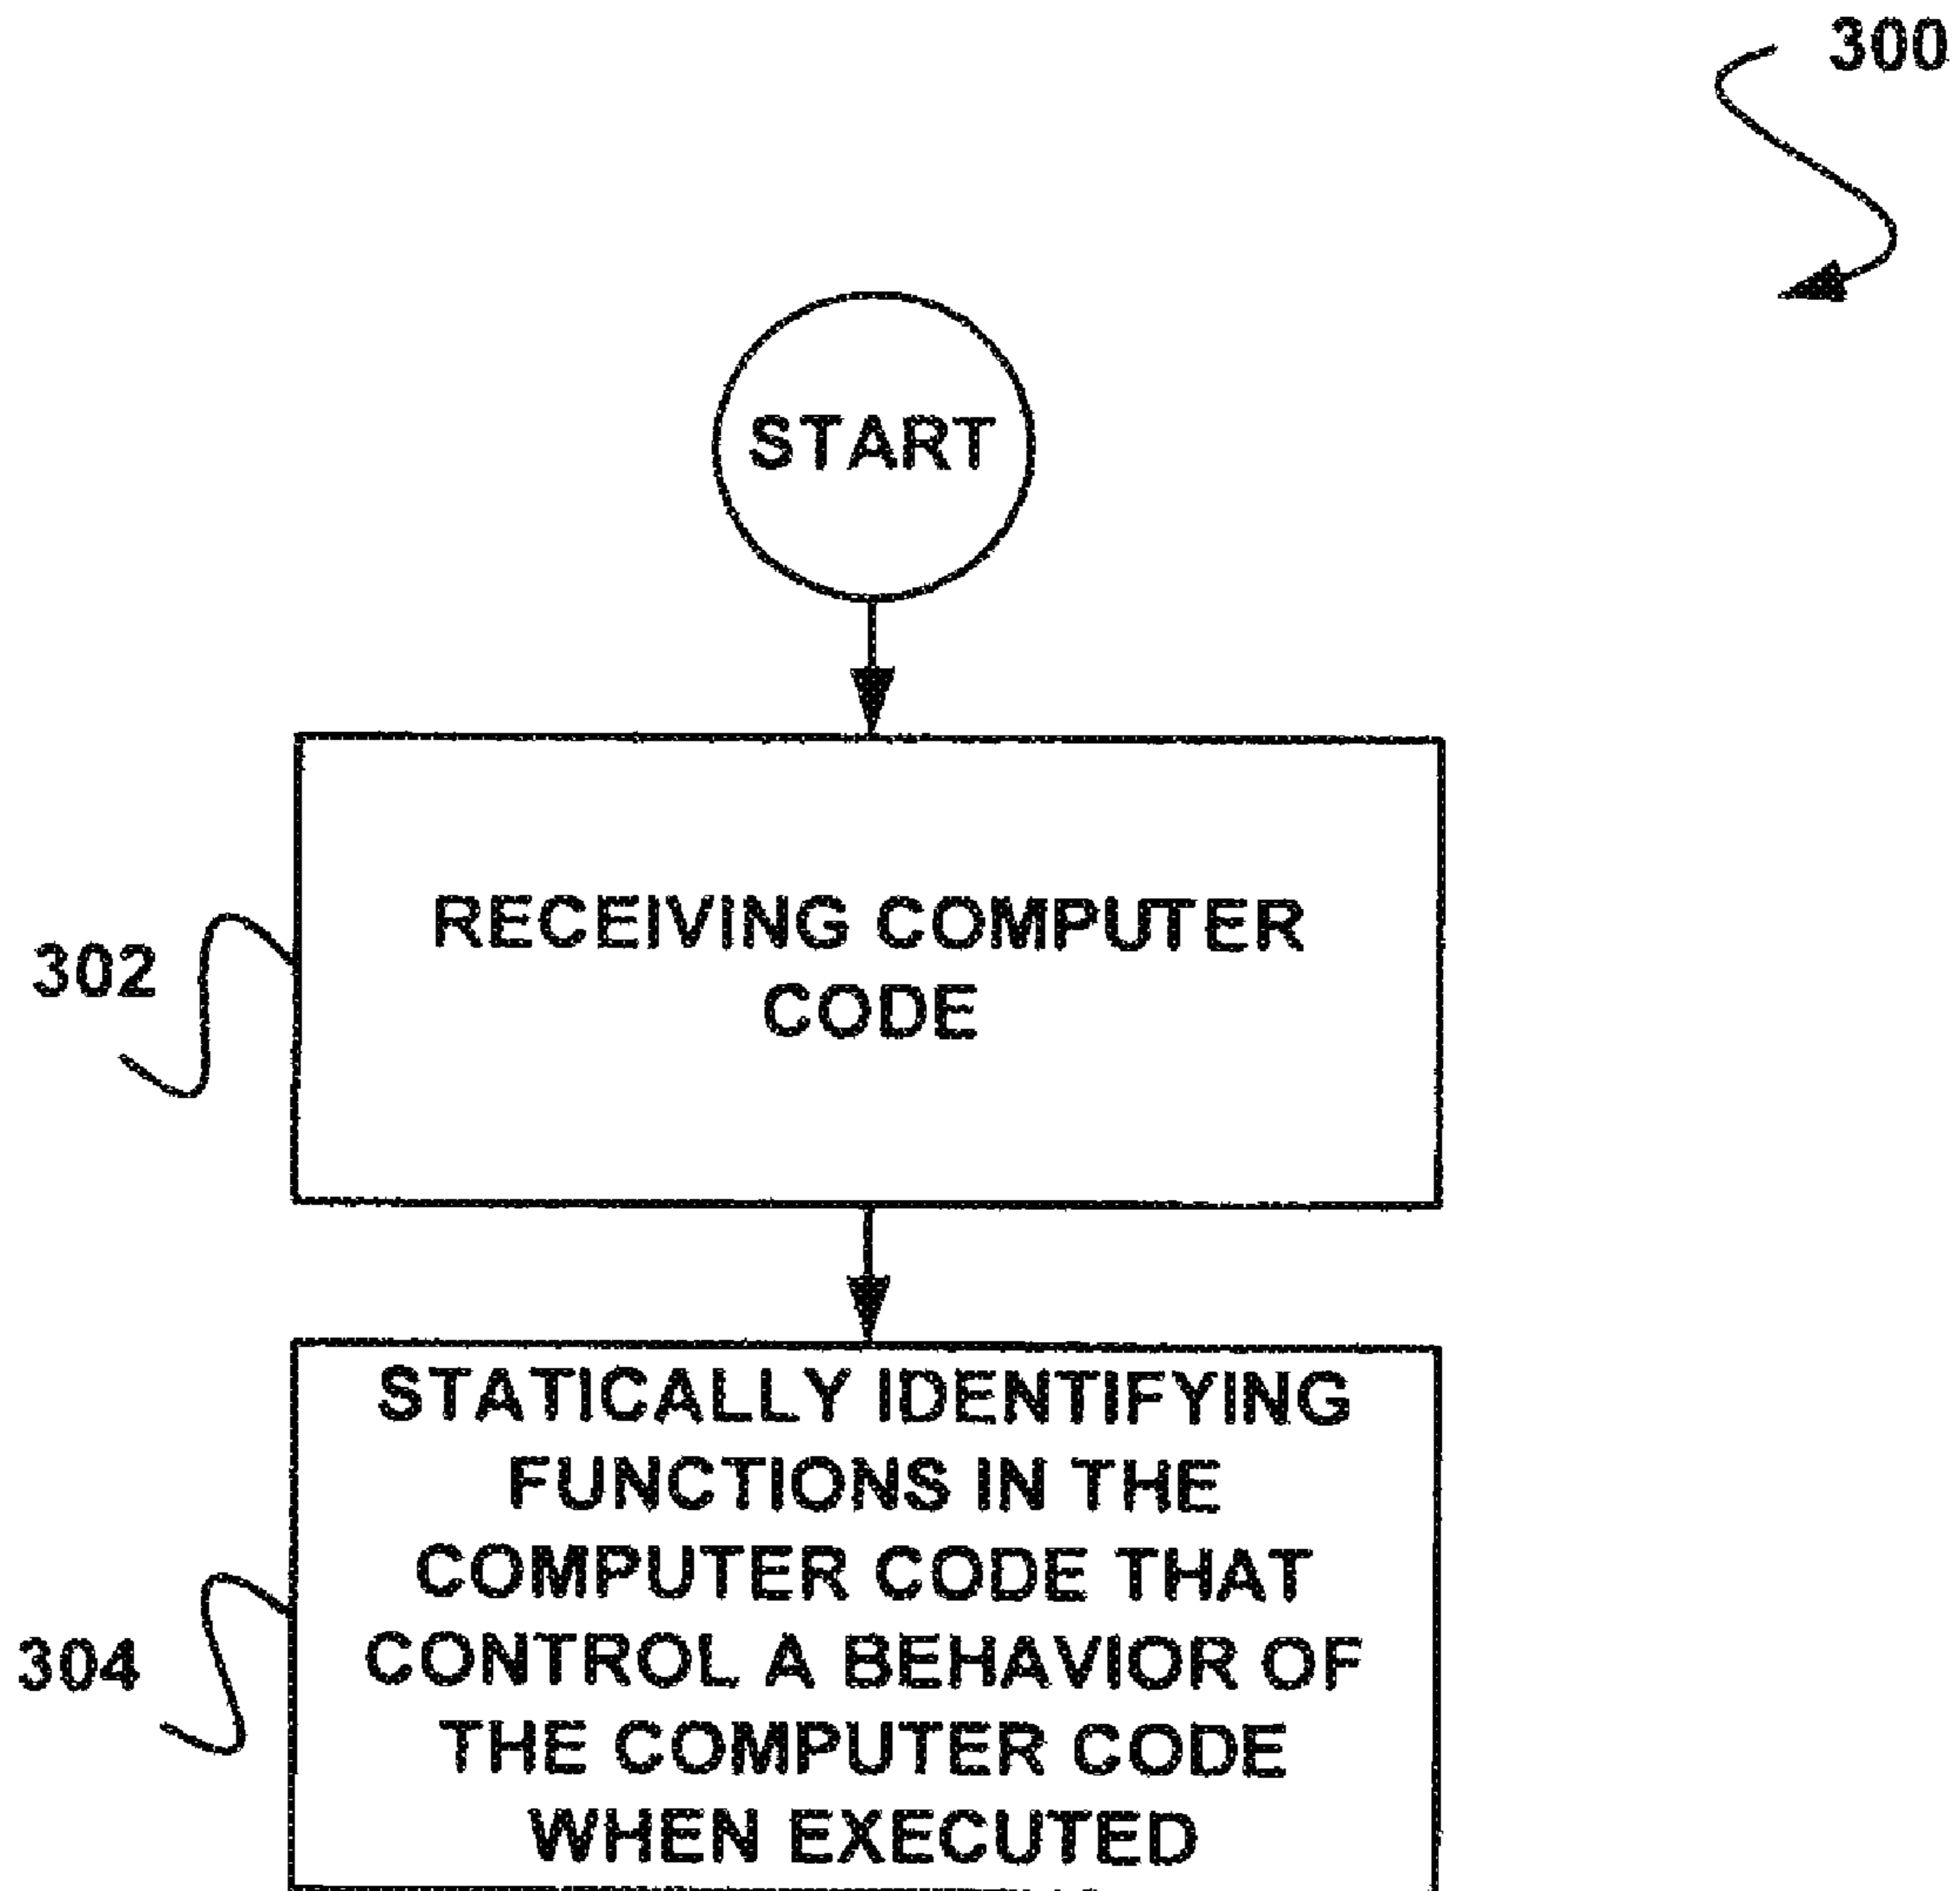 300
START
RECEIVING COMPUTER
CODE
302
STATICALLY IDENTIFYING
FUNCTIONS IN THE
COMPUTER CODE THAT
CONTROL A BEHAVIOR OF
THE COMPUTER CODE
WHEN EXECUTED
304